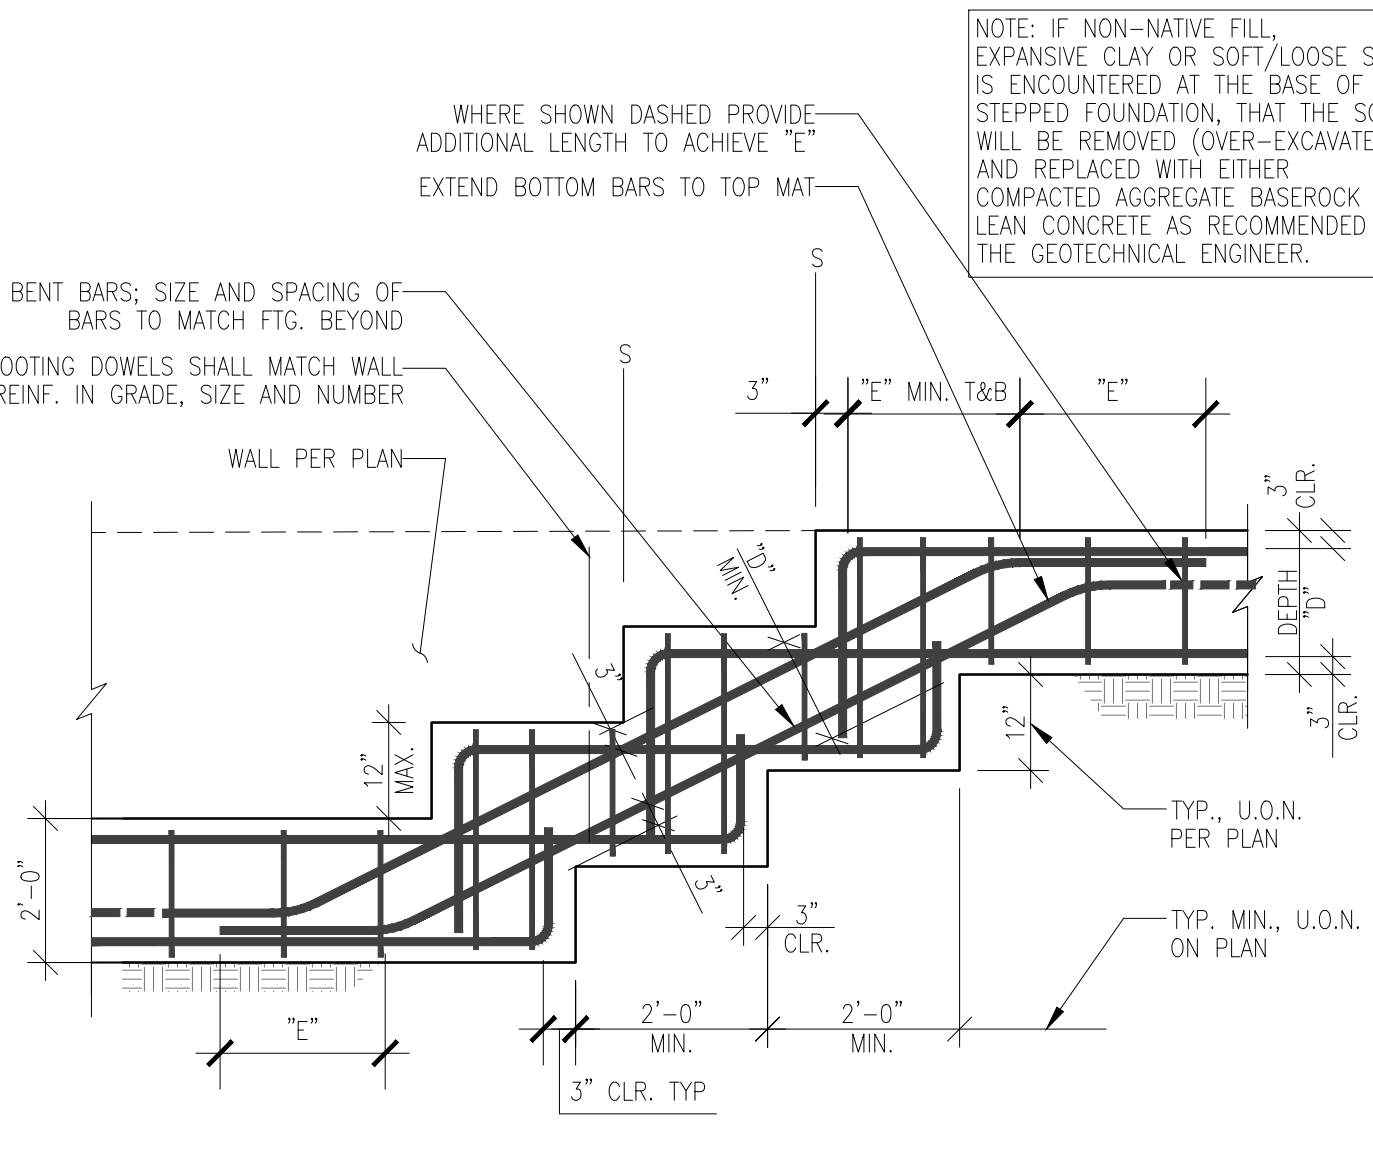 NOTE: IF NON-NATIVE FILL,
EXPANSIVE CLAY OR SOFT/LOOSE S
IS ENCOUNTERED AT THE BASE OF
STEPPED FOUNDATION, THAT THE SO
WILL BE REMOVED (OVER-EXCAVATE
AND REPLACED WITH EITHER
COMPACTED AGGREGATE BASEROCK
LEAN CONCRETE AS RECOMMENDED
THE GEOTECHNICAL ENGINEER.
WHERE SHOWN DASHED PROVIDE
ADDITIONAL LENGTH TO ACHIEVE "E"
EXTEND BOTTOM BARS TO TOP MAT
BENT BARS; SIZE AND SPACING OF
BARS TO MATCH FTG. BEYOND
OOTING DOWELS SHALL MATCH WALL
REINF. IN GRADE, SIZE AND NUMBER
WALL PER PLAN
S
S
3"
"E" MIN. T&B
"E"
3"
CLR.
"D"
MIN.
DEPTH
"D"
3"
12"
MAX.
12"
3"
CLR.
2'-0"
3"
3"
CLR.
TYP., U.O.N.
PER PLAN
TYP. MIN., U.O.N.
ON PLAN
"E"
2'-0"
MIN.
2'-0"
MIN.
3" CLR. TYP